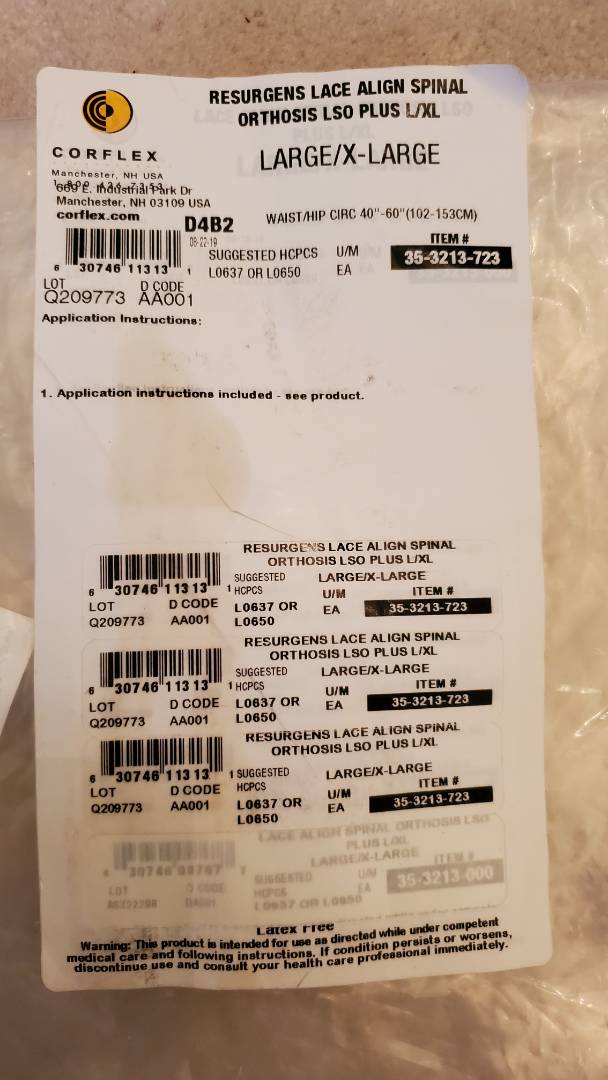 RESURGENS LACE ALIGN SPINAL
ORTHOSIS LSO PLUS L/XL
LARGE/X-LARGE
CORFLEX
Manchester, NH USA
669 E. Industrial Park Dr
Manchester, NH 03109 USA
corflex.com
D4B2
08-22-19
WAIST/HIP CIRC 40"-60"(102-153CM)
SUGGESTED HCPCS U/M ITEM #
L0637 OR L0650 EA 35-3213-723
6 30746 11313 1
LOT D CODE
Q209773 AA001
Application Instructions:
1. Application instructions included - see product.
RESURGENS LACE ALIGN SPINAL
ORTHOSIS LSO PLUS L/XL
SUGGESTED LARGE/X-LARGE
6 30746 11313 1 HCPCS U/M ITEM #
LOT D CODE L0637 OR EA 35-3213-723
Q209773 AA001 L0650
RESURGENS LACE ALIGN SPINAL
ORTHOSIS LSO PLUS L/XL
SUGGESTED LARGE/X-LARGE
6 30746 11313 1 HCPCS U/M ITEM #
LOT D CODE L0637 OR EA 35-3213-723
Q209773 AA001 L0650
RESURGENS LACE ALIGN SPINAL
ORTHOSIS LSO PLUS L/XL
6 30746 11313 1 SUGGESTED LARGE/X-LARGE
LOT D CODE HCPCS U/M ITEM #
Q209773 AA001 L0637 OR EA 35-3213-723
L0650
LACE ALIGN SPINAL ORTHOSIS LSO
PLUS L/XL
LARGE/X-LARGE
SUGGESTED U/M ITEM #
LOT D CODE HCPCS EA 35-3213-000
Latex Free
Warning: This product is intended for use as directed while under competent
medical care and following instructions. If condition persists or worsens,
discontinue use and consult your health care professional immediately.